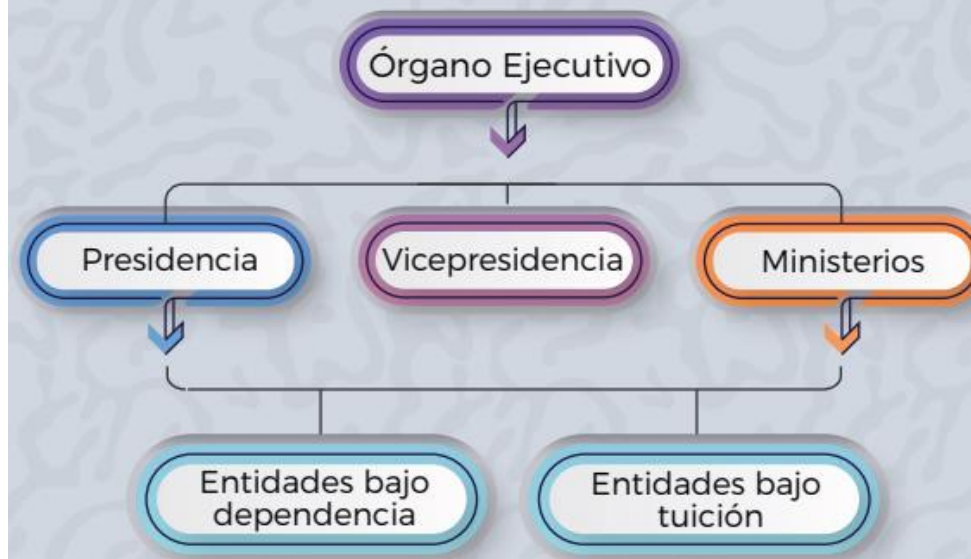 Órgano Ejecutivo
Presidencia
Vicepresidencia
Ministerios
Entidades bajo
dependencia
Entidades bajo
tuición